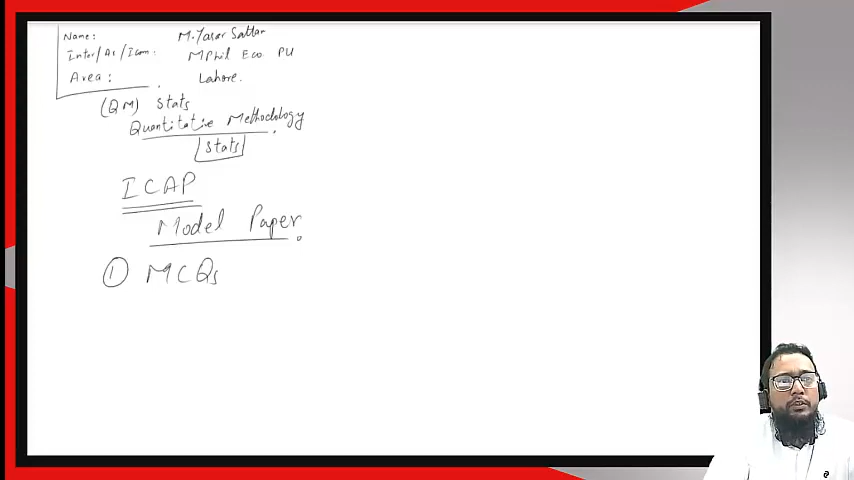 Name: M. Yasar Sattar
Inter/As/Icom: MPhil Eco PU
Area: Lahore.
(QM) Stats
Quantitative Methodology.
Stats
ICAP
Model Paper.
① MCQs